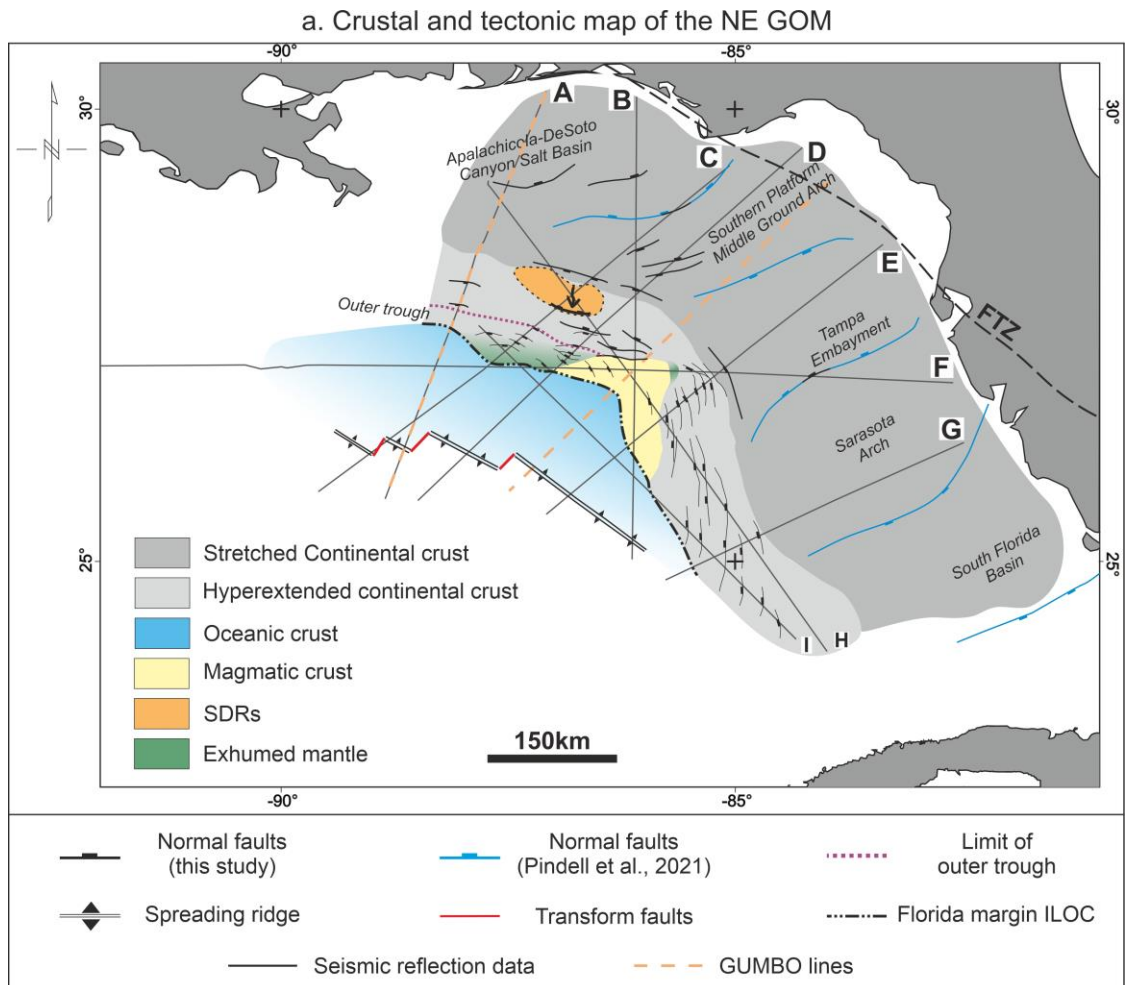 a. Crustal and tectonic map of the NE GOM
-90°
-85°
30°
30°
N
A
B
C
D
E
F
G
H
I
Apalachicola-DeSoto
Canyon/Salt Basin
Southern Platform
Middle Ground Arch
Outer trough
Tampa
Embayment
FTZ
Sarasota
Arch
South Florida
Basin
25°
25°
Stretched Continental crust
Hyperextended continental crust
Oceanic crust
Magmatic crust
SDRs
Exhumed mantle
150km
-90°
-85°
Normal faults
(this study)
Normal faults
(Pindell et al., 2021)
Limit of
outer trough
Spreading ridge
Transform faults
Florida margin ILOC
Seismic reflection data
GUMBO lines